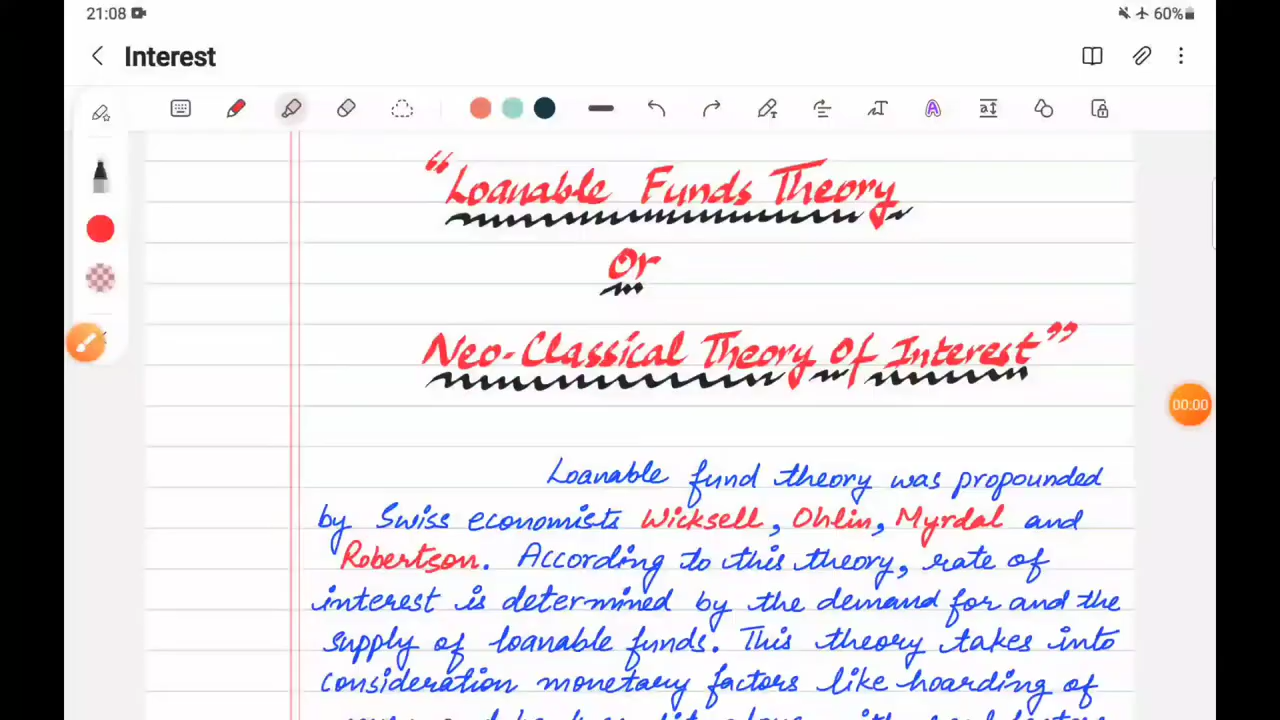 21:08
60%
Interest
"Loanable Funds Theory
Or
Neo-Classical Theory Of Interest"
00:00
Loanable fund theory was propounded
by Swiss economists Wicksell, Ohlin, Myrdal and
Robertson. According to this theory, rate of
interest is determined by the demand for and the
supply of loanable funds. This theory takes into
consideration monetary factors like hoarding of